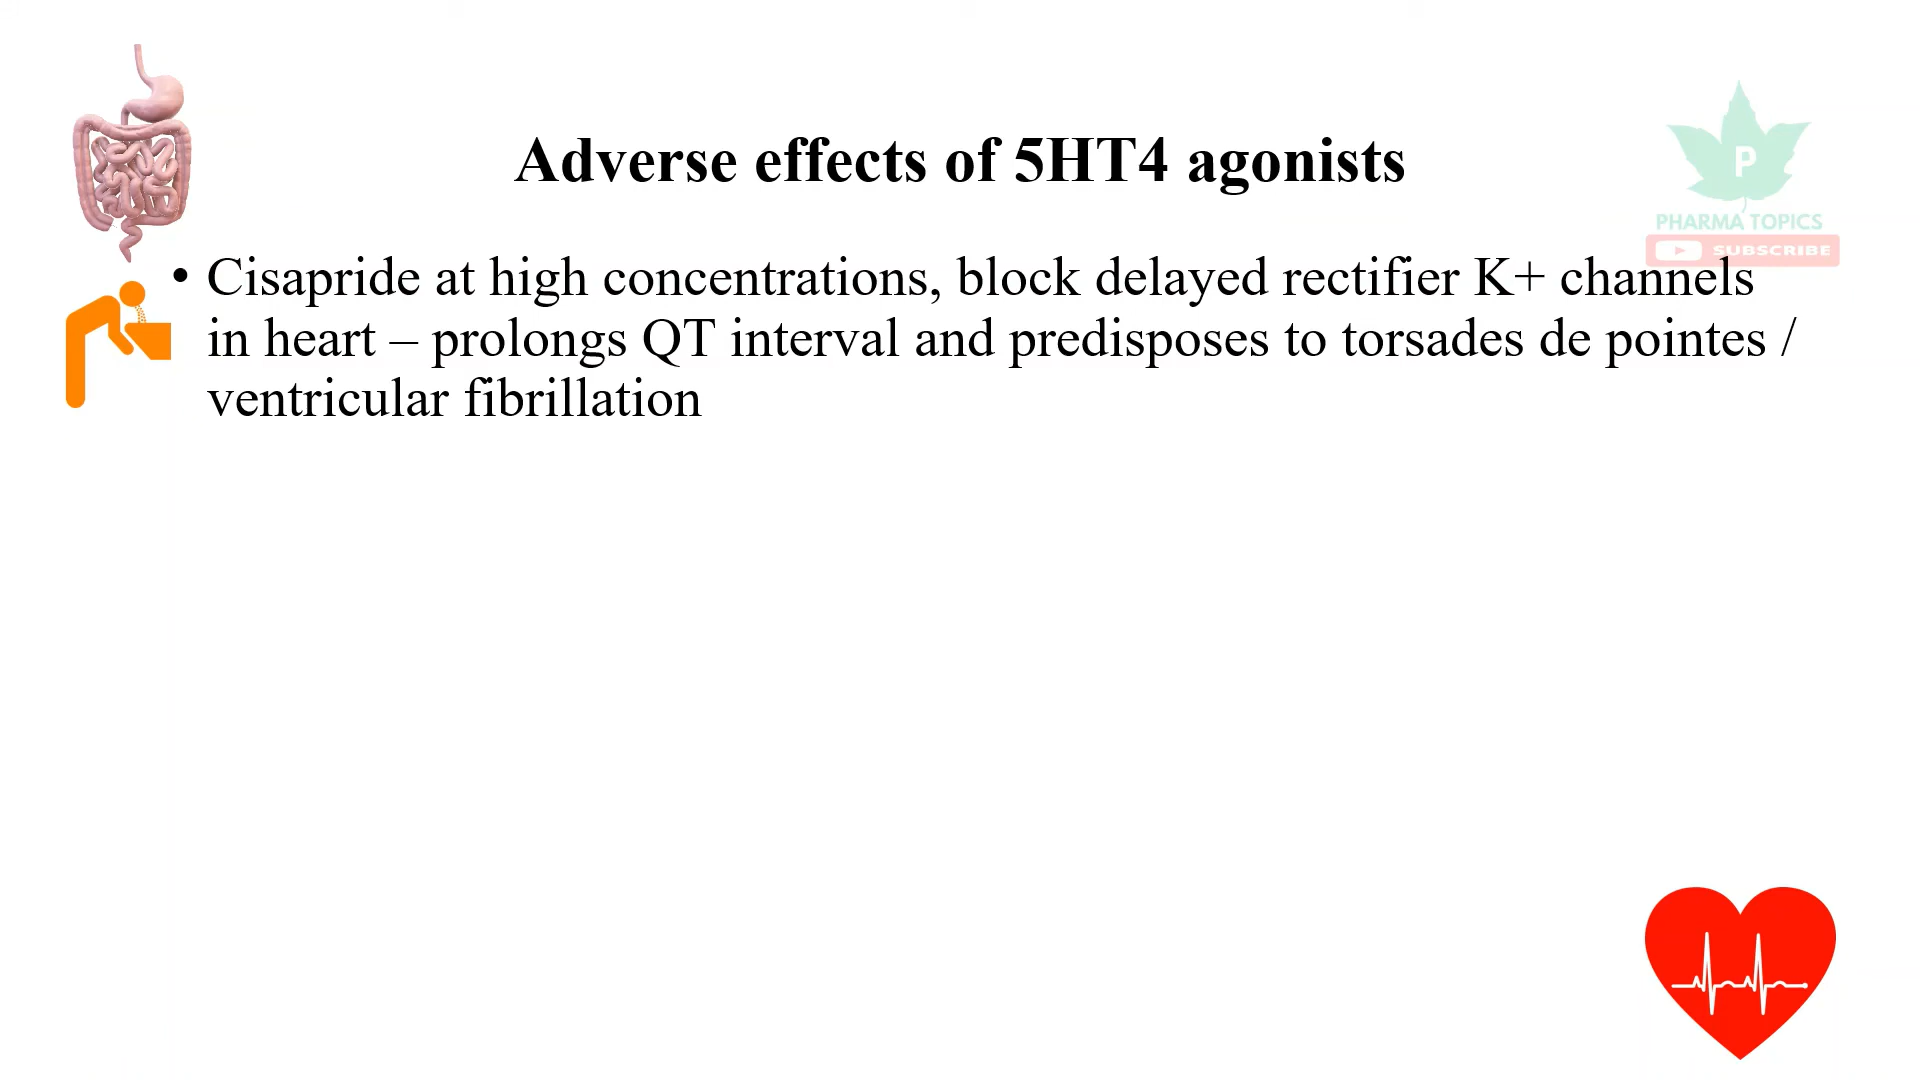 Adverse effects of 5HT4 agonists
P
PHARMA TOPICS
SUBSCRIBE
• Cisapride at high concentrations, block delayed rectifier K+ channels
in heart – prolongs QT interval and predisposes to torsades de pointes /
ventricular fibrillation